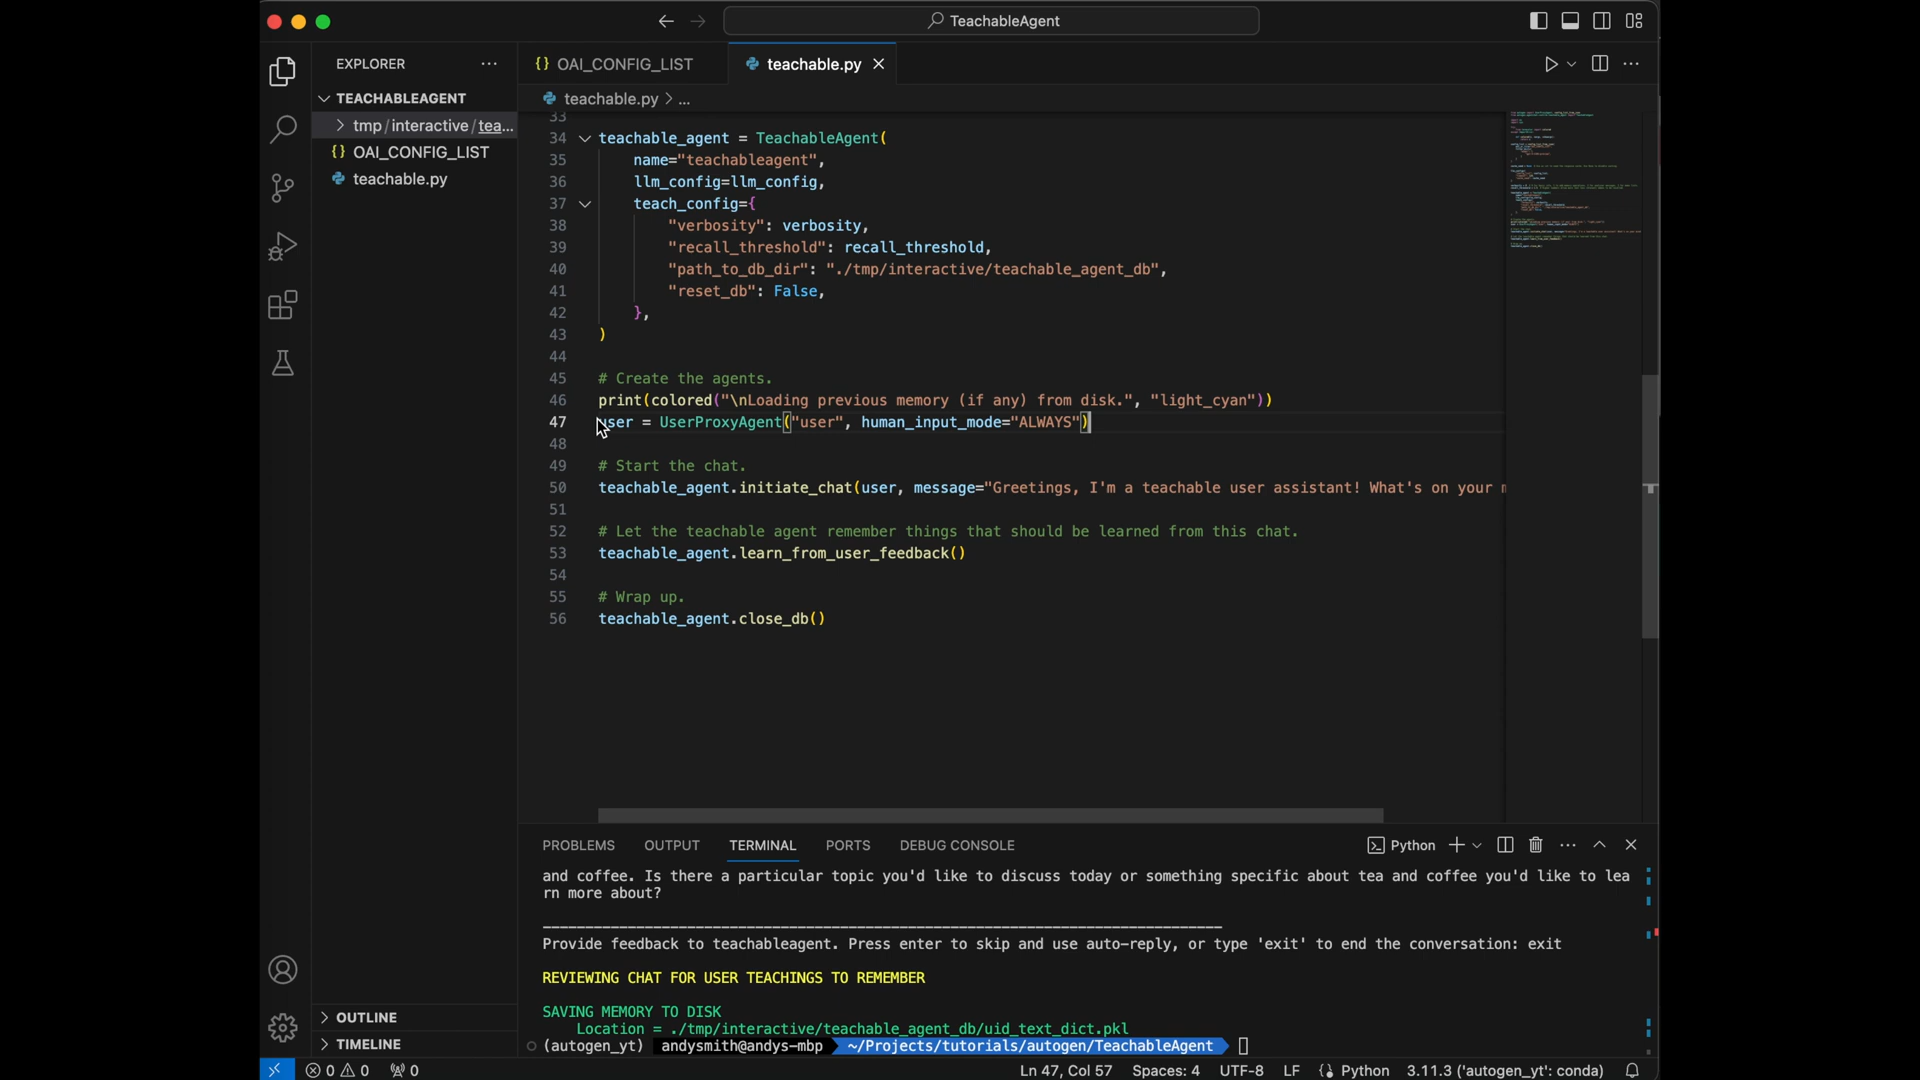 TeachableAgent
EXPLORER
OAI_CONFIG_LIST
teachable.py
TEACHABLEAGENT
teachable.py > ...
tmp/interactive/tea...
OAI_CONFIG_LIST
teachable.py
33
34 teachable_agent = TeachableAgent(
35 name="teachableagent",
36 llm_config=llm_config,
37 teach_config={
38 "verbosity": verbosity,
39 "recall_threshold": recall_threshold,
40 "path_to_db_dir": "./tmp/interactive/teachable_agent_db",
41 "reset_db": False,
42 },
43 )
44
45 # Create the agents.
46 print(colored("\nLoading previous memory (if any) from disk.", "light_cyan"))
47 user = UserProxyAgent("user", human_input_mode="ALWAYS")
48
49 # Start the chat.
50 teachable_agent.initiate_chat(user, message="Greetings, I'm a teachable user assistant! What's on your
51
52 # Let the teachable agent remember things that should be learned from this chat.
53 teachable_agent.learn_from_user_feedback()
54
55 # Wrap up.
56 teachable_agent.close_db()
PROBLEMS OUTPUT TERMINAL PORTS DEBUG CONSOLE
Python
and coffee. Is there a particular topic you'd like to discuss today or something specific about tea and coffee you'd like to lea
rn more about?
--------------------------------------------------------------------------------
Provide feedback to teachableagent. Press enter to skip and use auto-reply, or type 'exit' to end the conversation: exit
REVIEWING CHAT FOR USER TEACHINGS TO REMEMBER
SAVING MEMORY TO DISK
Location = ./tmp/interactive/teachable_agent_db/uid_text_dict.pkl
(autogen_yt) andysmith@andys-mbp ~/Projects/tutorials/autogen/TeachableAgent
OUTLINE
TIMELINE
0 0 0 Ln 47, Col 57 Spaces: 4 UTF-8 LF Python 3.11.3 ('autogen_yt': conda)